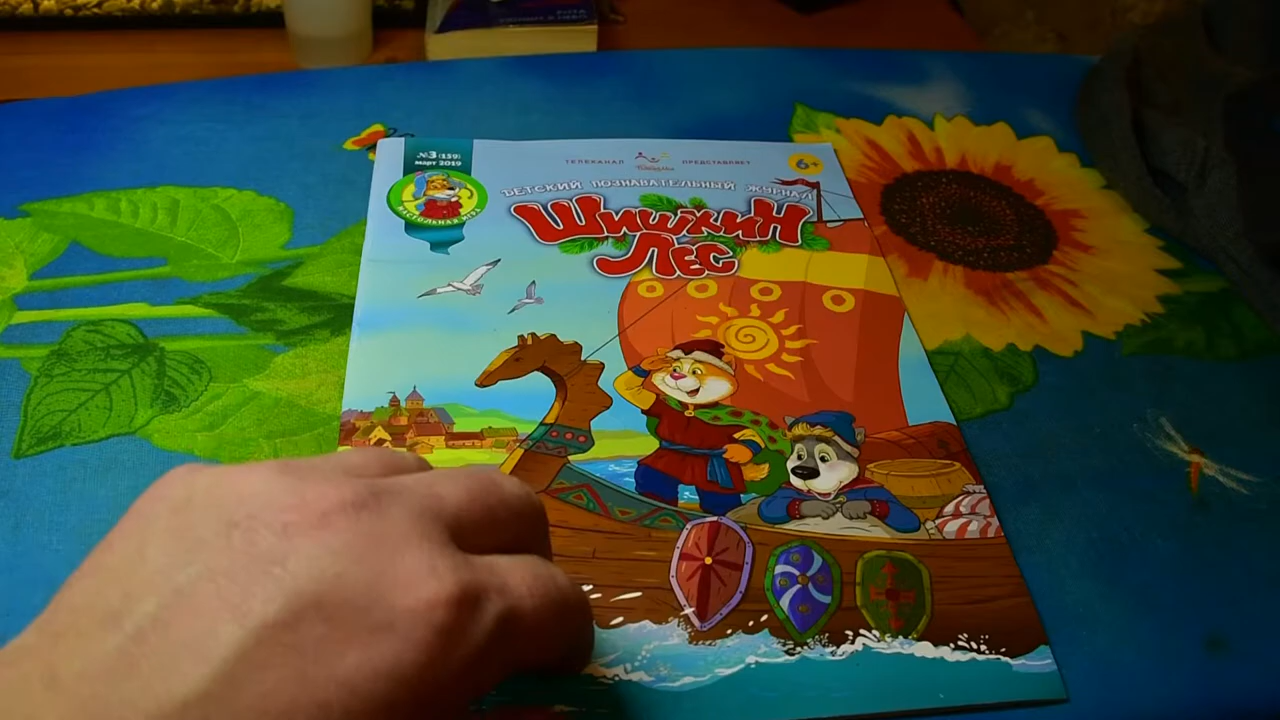 №3 (159)
март 2019
ТЕЛЕКАНАЛ
ПРЕДСТАВЛЯЕТ
6+
ДЕТСКИЙ ПОЗНАВАТЕЛЬНЫЙ ЖУРНАЛ
ШИШКИН
ЛЕС